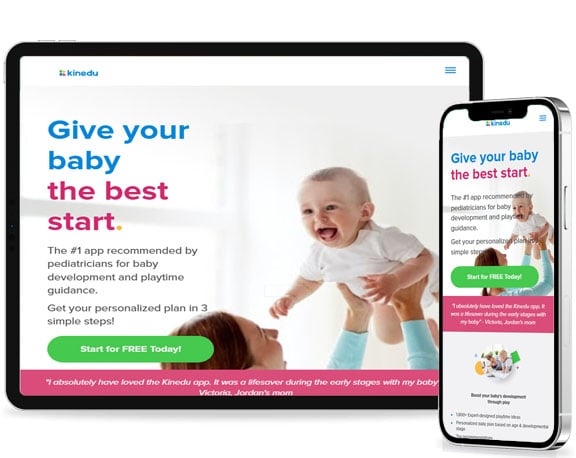 kinedu
Give your
baby
the best
start.
The #1 app recommended by
pediatricians for baby
development and playtime
guidance.
Get your personalized plan in 3
simple steps!
Start for FREE Today!
"I absolutely have loved the Kinedu app. It was a lifesaver during the early stages with my baby"
Victoria, Jordan's mom
kinedu
Give your baby
the best start.
The #1 app recommended by
pediatricians for baby
development and playtime
guidance.
Get your personalized plan in
simple steps!
Start for FREE Today!
"I absolutely have loved the Kinedu app. It
was a lifesaver during the early stages with
my baby"- Victoria, Jordan's mom
Boost your baby's development
through play
1,800+ Expert-designed playtime ideas
Personalized baby plan based on age & developmental
stage